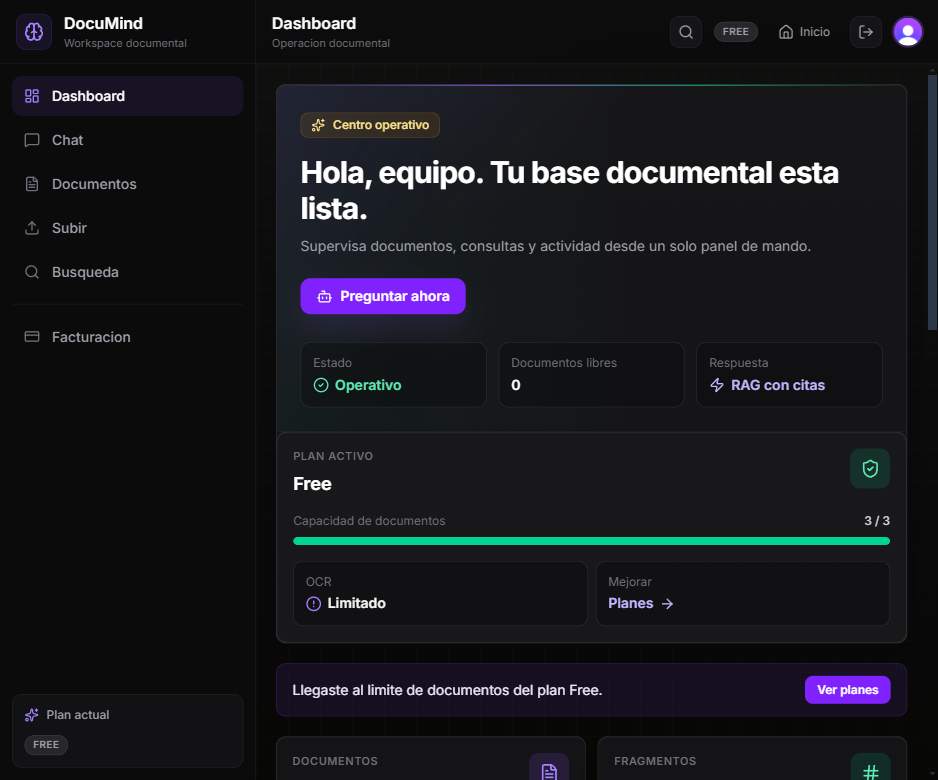 DocuMind
Workspace documental
Dashboard
Operacion documental
FREE
Inicio
Dashboard
Chat
Documentos
Subir
Busqueda
Facturacion
Plan actual
FREE
Centro operativo
Hola, equipo. Tu base documental esta
lista.
Supervisa documentos, consultas y actividad desde un solo panel de mando.
Preguntar ahora
Estado
Operativo
Documentos libres
0
Respuesta
RAG con citas
PLAN ACTIVO
Free
Capacidad de documentos
3 / 3
OCR
Limitado
Mejorar
Planes
Llegaste al limite de documentos del plan Free.
Ver planes
DOCUMENTOS
FRAGMENTOS